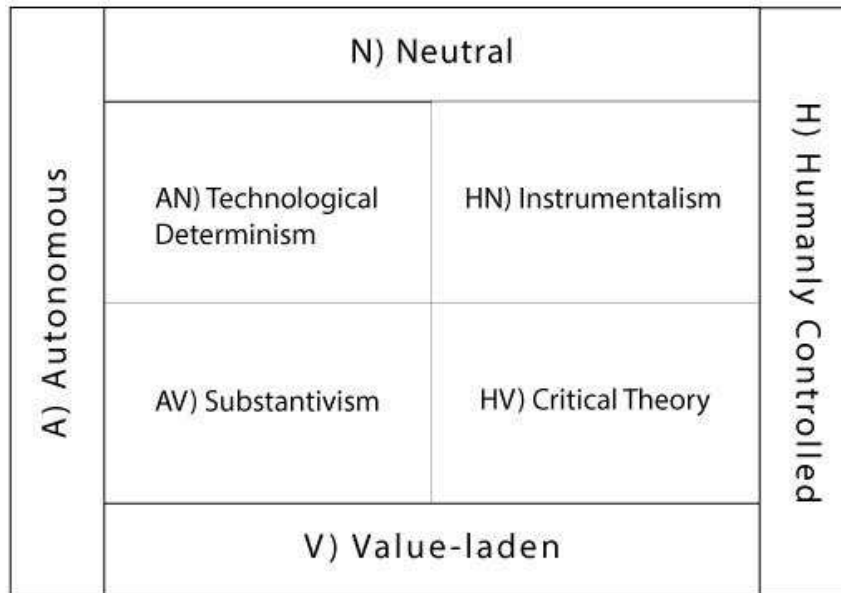 N) Neutral
A) Autonomous
AN) Technological
Determinism
HN) Instrumentalism
H) Humanly Controlled
AV) Substantivism
HV) Critical Theory
V) Value-laden